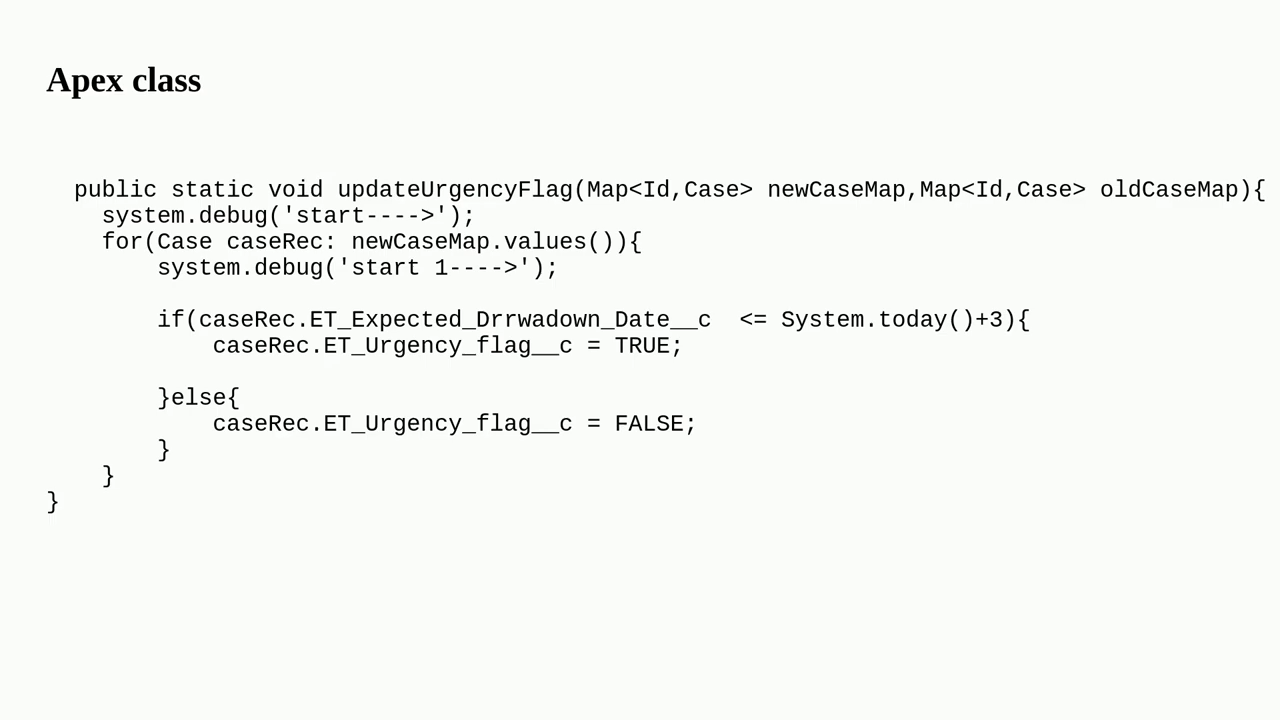 Apex class
public static void updateUrgencyFlag(Map<Id,Case> newCaseMap,Map<Id,Case> oldCaseMap){
system.debug('start---->');
for(Case caseRec: newCaseMap.values()){
system.debug('start 1---->');
if(caseRec.ET_Expected_Drrwadown_Date__c  <= System.today()+3){
caseRec.ET_Urgency_flag__c = TRUE;
}else{
caseRec.ET_Urgency_flag__c = FALSE;
}
}
}